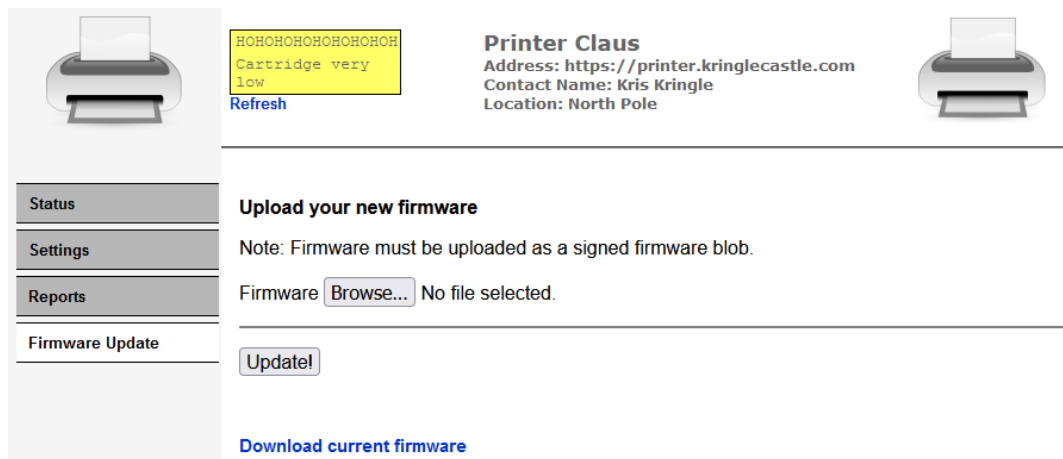 HOHOHOHOHOHOHOHOH
Cartridge very
low
Refresh
Printer Claus
Address: https://printer.kringlecastle.com
Contact Name: Kris Kringle
Location: North Pole
Status
Settings
Reports
Firmware Update
Upload your new firmware
Note: Firmware must be uploaded as a signed firmware blob.
Firmware Browse... No file selected.
Update!
Download current firmware